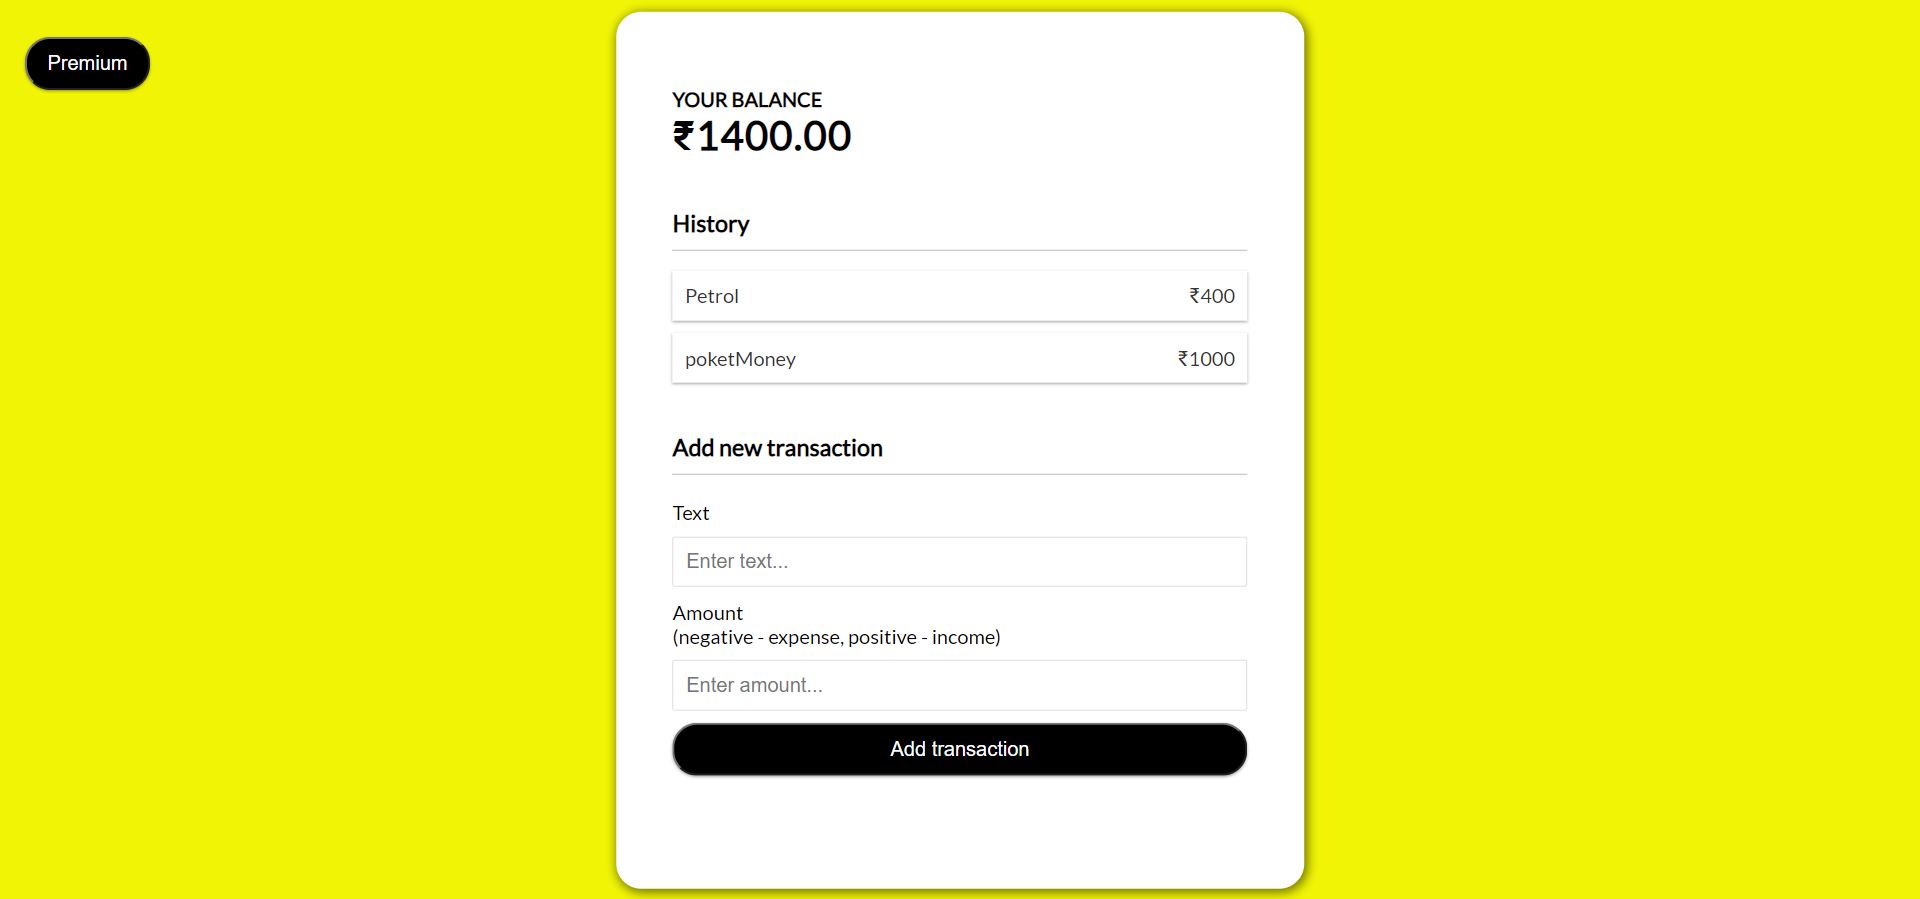 Premium
YOUR BALANCE
₹1400.00
History
Petrol ₹400
poketMoney ₹1000
Add new transaction
Text
Enter text...
Amount
(negative - expense, positive - income)
Enter amount...
Add transaction